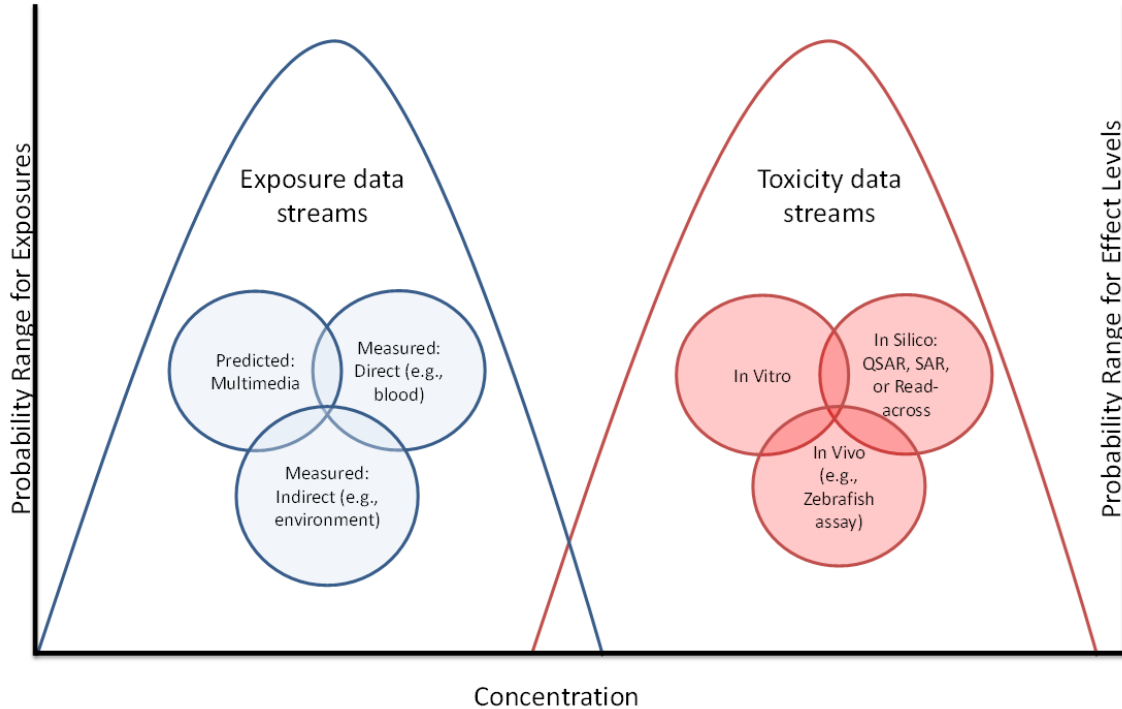 Probability Range for Exposures
Exposure data
streams
Predicted:
Multimedia
Measured:
Direct (e.g.,
blood)
Measured:
Indirect (e.g.,
environment)
Toxicity data
streams
In Vitro
In Silico:
QSAR, SAR,
or Read-
across
In Vivo
(e.g.,
Zebrafish
assay)
Probability Range for Effect Levels
Concentration